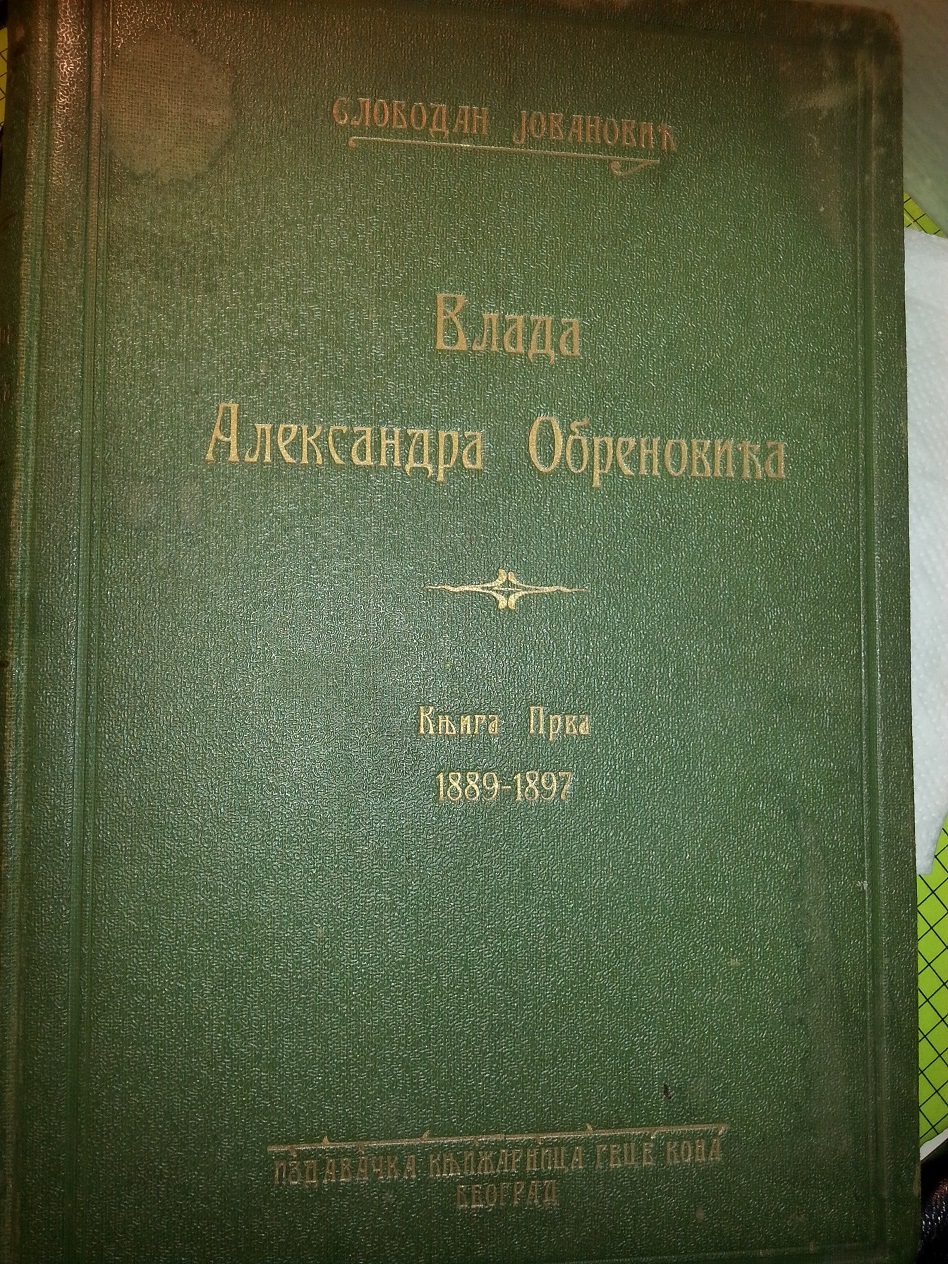 СЛОБОДАН ЈОВАНОВИЋ
Влада
Александра Обреновића
Књига Прва
1889-1897
ИЗДАВАЧКА КЊИЖАРНИЦА ГЕЦЕ КОНА
БЕОГРАД